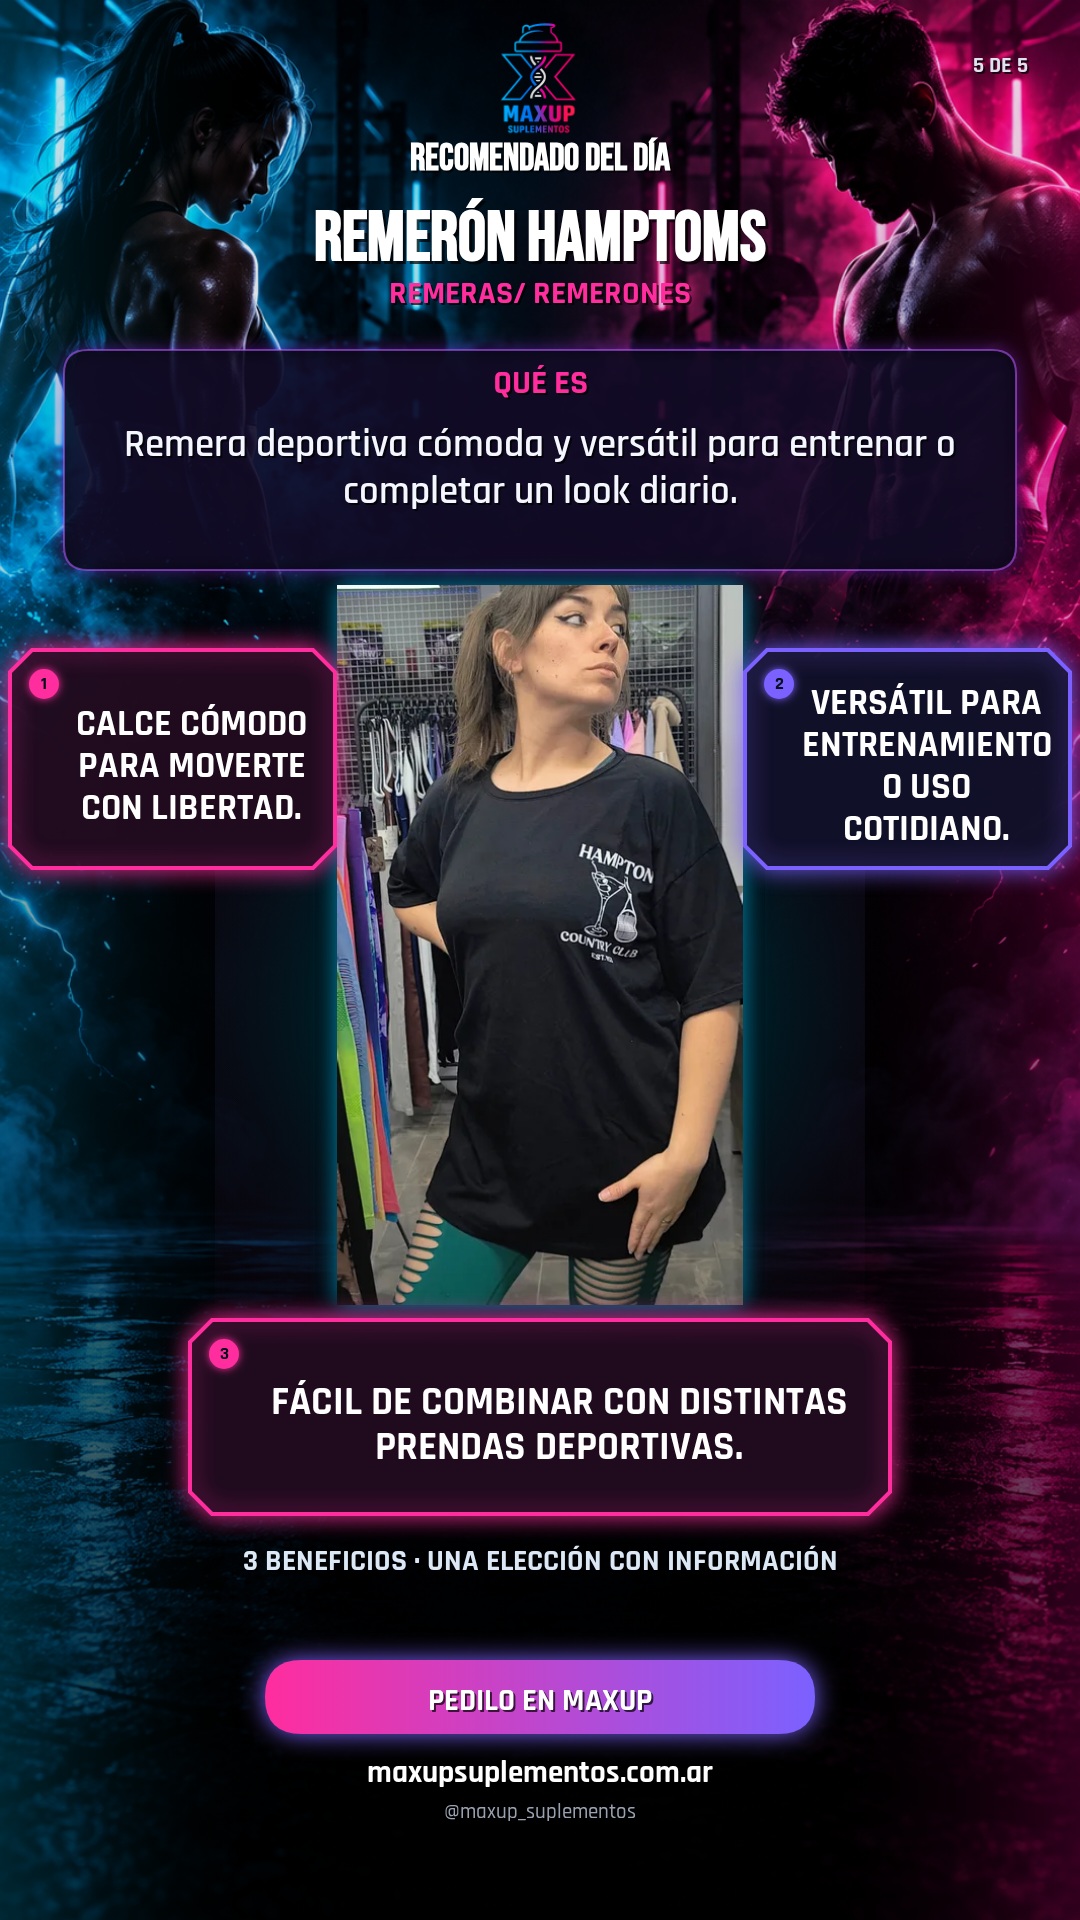 5 DE 5
MAXUP
SUPLEMENTOS
RECOMENDADO DEL DÍA
REMERÓN HAMPTOMS
REMERAS/ REMERONES
QUÉ ES
Remera deportiva cómoda y versátil para entrenar o
completar un look diario.
1
CALCE CÓMODO
PARA MOVERTE
CON LIBERTAD.
2
VERSÁTIL PARA
ENTRENAMIENTO
O USO
COTIDIANO.
HAMPTON
COUNTRY CLUB
3
FÁCIL DE COMBINAR CON DISTINTAS
PRENDAS DEPORTIVAS.
3 BENEFICIOS · UNA ELECCIÓN CON INFORMACIÓN
PEDILO EN MAXUP
maxupsuplementos.com.ar
@maxup_suplementos